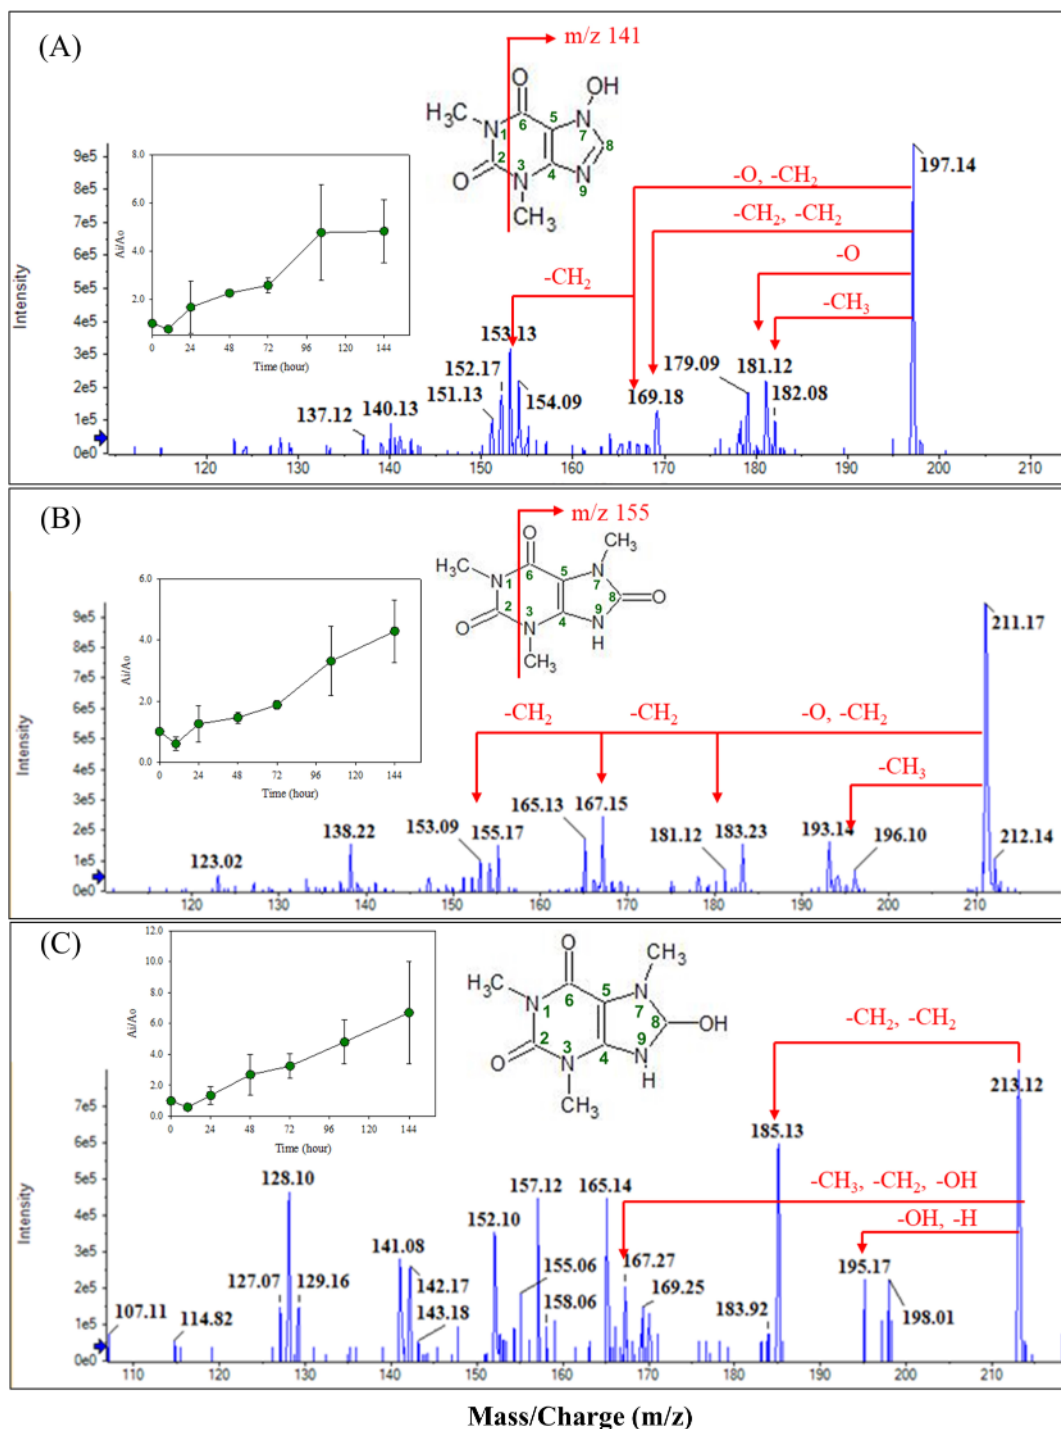 (A)
m/z 141
OH
O
H₃C
N
1
6
5
N
7
8
2
3
N
4
N
9
O
CH₃
197.14
-O, -CH₂
-CH₂, -CH₂
-O
-CH₃
-CH₂
153.13
152.17
151.13
154.09
137.12
140.13
169.18
179.09
181.12
182.08
Intensity
9e5
8e5
7e5
6e5
5e5
4e5
3e5
2e5
1e5
0e0
120 130 140 150 160 170 180 190 200 210
Ai/Ao
8.0
6.0
4.0
2.0
0 24 48 72 96 120 144
Time (hour)
(B)
m/z 155
O
CH₃
H₃C
N
1
6
5
N
7
8
O
2
3
N
4
N
9
H
O
CH₃
211.17
-CH₂
-CH₂
-O, -CH₂
-CH₃
123.02
138.22
153.09
155.17
165.13
167.15
181.12
183.23
193.14
196.10
212.14
Intensity
9e5
8e5
7e5
6e5
5e5
4e5
3e5
2e5
1e5
0e0
120 130 140 150 160 170 180 190 200 210
Ai/Ao
6.0
4.0
2.0
0.0
0 24 48 72 96 120 144
Time (hour)
(C)
O
CH₃
H₃C
N
1
6
5
N
7
8
OH
2
3
N
4
N
9
H
O
CH₃
-CH₂, -CH₂
213.12
185.13
-CH₃, -CH₂, -OH
-OH, -H
195.17
198.01
183.92
128.10
127.07
129.16
107.11
114.82
141.08
142.17
143.18
152.10
157.12
155.06
158.06
165.14
167.27
169.25
Intensity
7e5
6e5
5e5
4e5
3e5
2e5
1e5
0e0
110 120 130 140 150 160 170 180 190 200 210
Ai/Ao
12.0
10.0
8.0
6.0
4.0
2.0
0.0
0 24 48 72 96 120 144
Time (hour)
Mass/Charge (m/z)